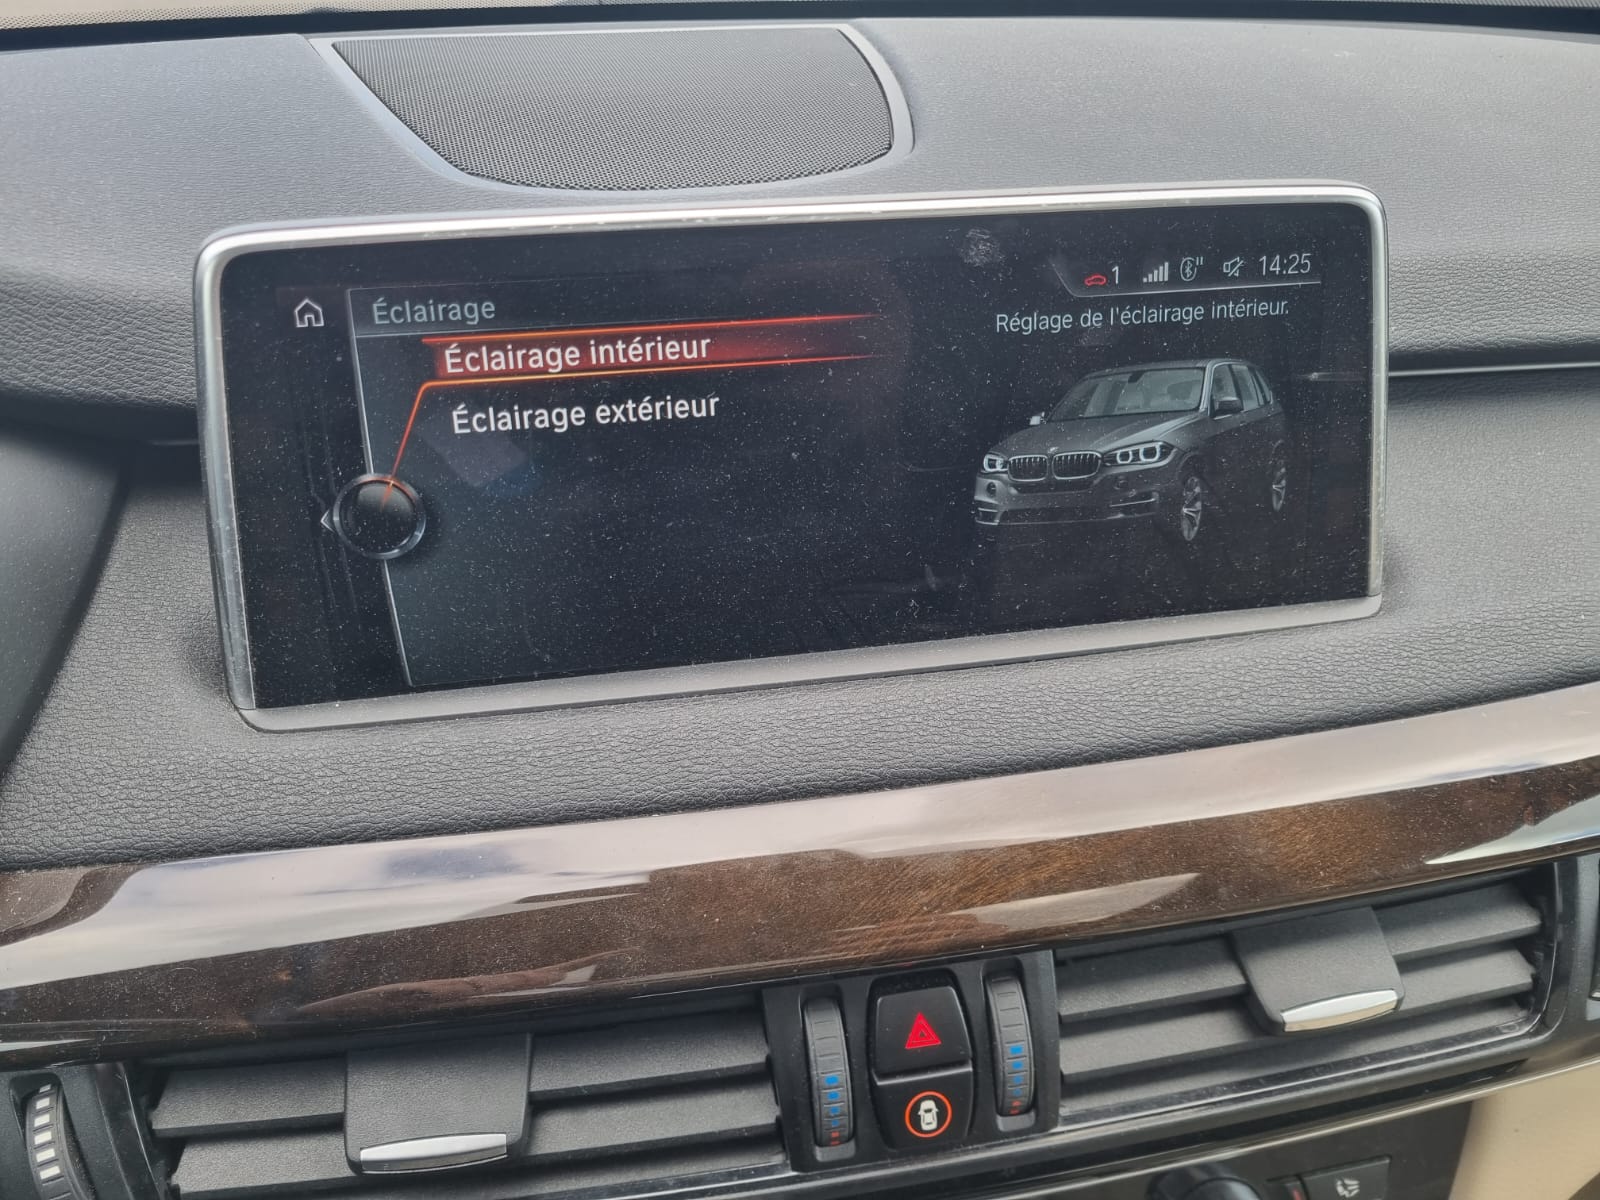 Éclairage
1 14:25
Éclairage intérieur
Réglage de l'éclairage intérieur.
Éclairage extérieur